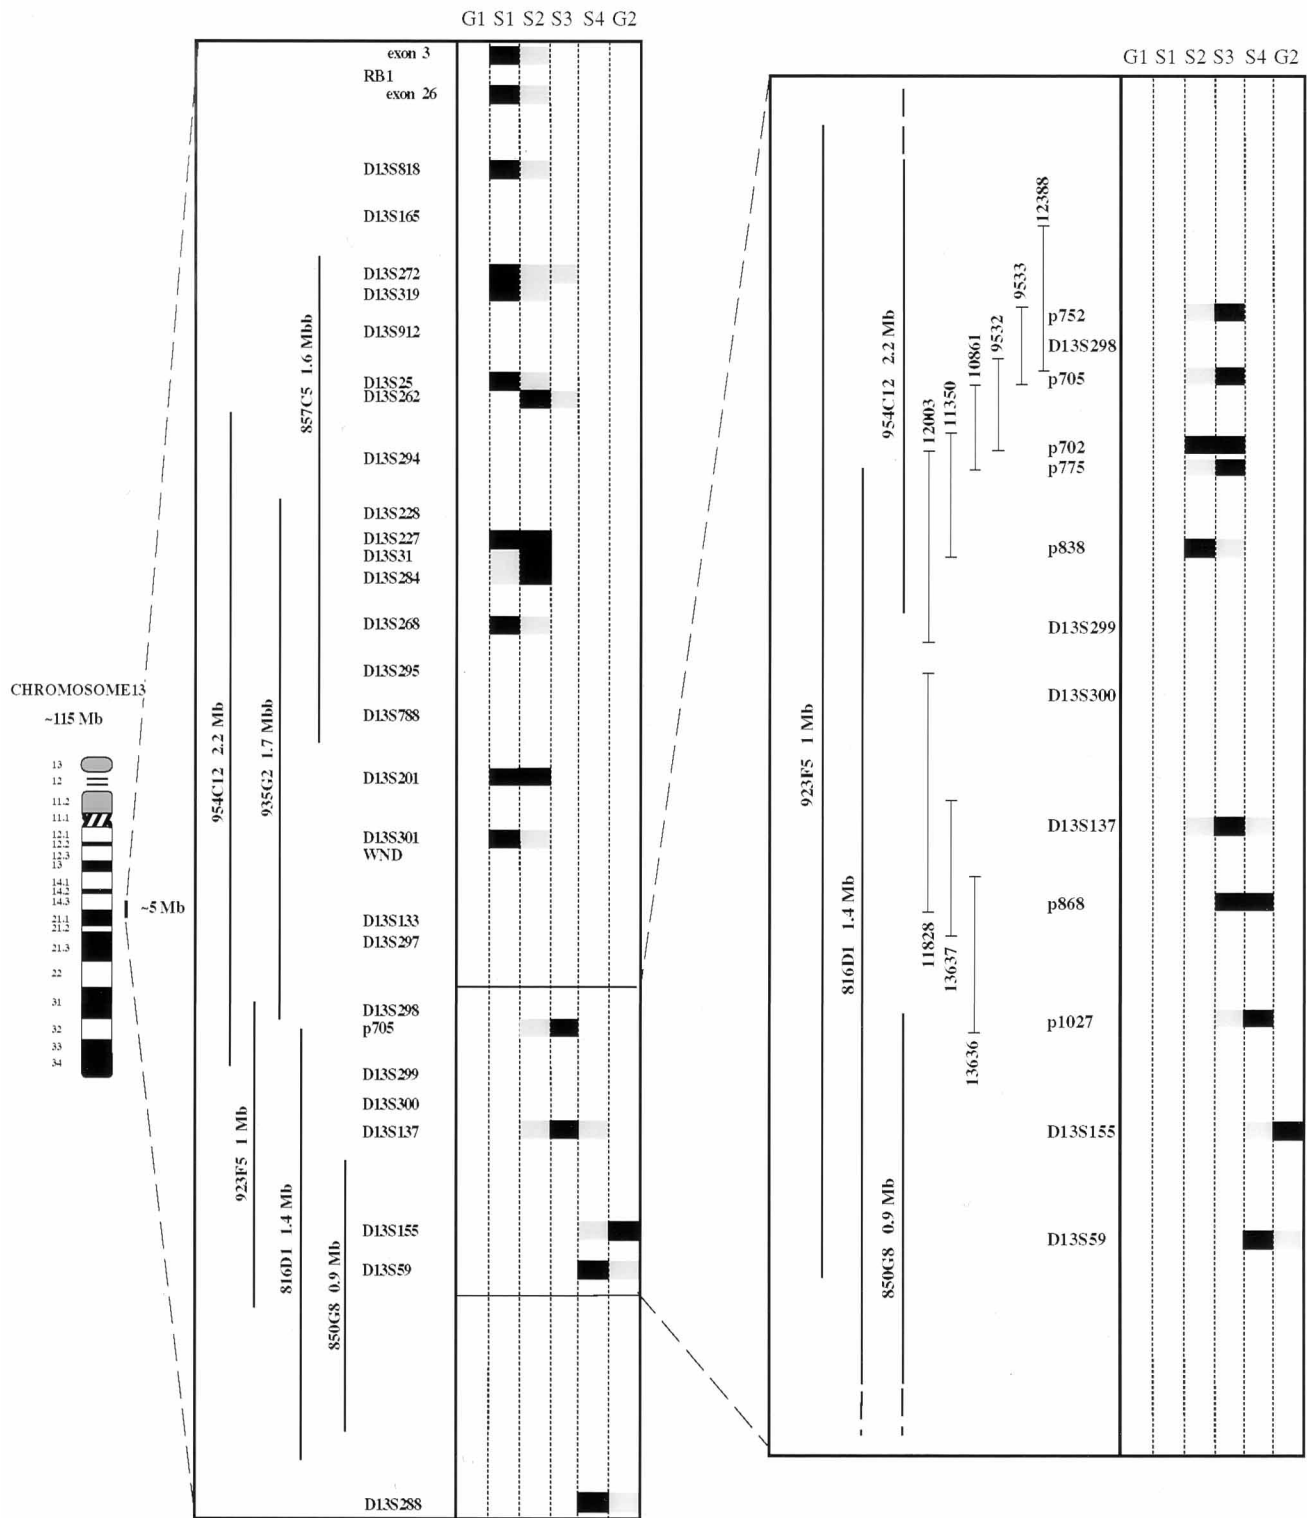 G1 S1 S2 S3 S4 G2
exon 3
RB1
exon 26
D13S818
D13S165
D13S272
D13S319
D13S912
D13S25
D13S262
D13S294
D13S228
D13S227
D13S31
D13S284
D13S268
D13S295
D13S788
D13S201
D13S301
WND
D13S133
D13S297
D13S298
p705
D13S299
D13S300
D13S137
D13S155
D13S59
D13S288
857C5 1.6 Mbb
954C12 2.2 Mb
935G2 1.7 Mbb
923F5 1 Mb
816D1 1.4 Mb
850G8 0.9 Mb
CHROMOSOME13
~115 Mb
13
12
11.2
11.1
12.1
12.2
12.3
13
14.1
14.2
14.3
21.1
21.2
21.3
22
31
32
33
34
~5 Mb
G1 S1 S2 S3 S4 G2
12388
9533
9532
10861
11350
12003
954C12 2.2 Mb
923F5 1 Mb
816D1 1.4 Mb
11828
13637
13636
850G8 0.9 Mb
p752
D13S298
p705
p702
p775
p838
D13S299
D13S300
D13S137
p868
p1027
D13S155
D13S59